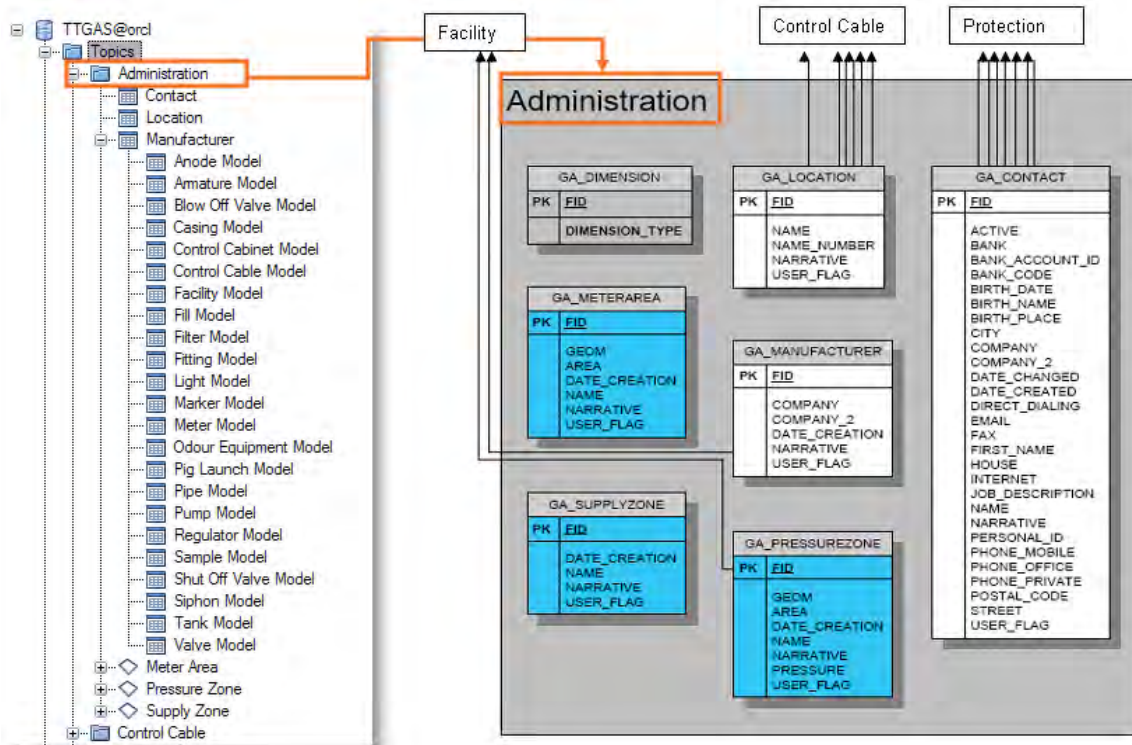 TTGAS@orcl
Topics
Administration
Contact
Location
Manufacturer
Anode Model
Armature Model
Blow Off Valve Model
Casing Model
Control Cabinet Model
Control Cable Model
Facility Model
Fill Model
Filter Model
Fitting Model
Light Model
Marker Model
Meter Model
Odour Equipment Model
Pig Launch Model
Pipe Model
Pump Model
Regulator Model
Sample Model
Shut Off Valve Model
Siphon Model
Tank Model
Valve Model
Meter Area
Pressure Zone
Supply Zone
Control Cable
Facility
Control Cable
Protection
Administration
GA_DIMENSION
PK FID
DIMENSION_TYPE
GA_METERAREA
PK FID
GEOM
AREA
DATE_CREATION
NAME
NARRATIVE
USER_FLAG
GA_SUPPLYZONE
PK FID
DATE_CREATION
NAME
NARRATIVE
USER_FLAG
GA_LOCATION
PK FID
NAME
NAME_NUMBER
NARRATIVE
USER_FLAG
GA_MANUFACTURER
PK FID
COMPANY
COMPANY_2
DATE_CREATION
NARRATIVE
USER_FLAG
GA_PRESSUREZONE
PK FID
GEOM
AREA
DATE_CREATION
NAME
NARRATIVE
PRESSURE
USER_FLAG
GA_CONTACT
PK FID
ACTIVE
BANK
BANK_ACCOUNT_ID
BANK_CODE
BIRTH_DATE
BIRTH_NAME
BIRTH_PLACE
CITY
COMPANY
COMPANY_2
DATE_CHANGED
DATE_CREATED
DIRECT_DIALING
EMAIL
FAX
FIRST_NAME
HOUSE
INTERNET
JOB_DESCRIPTION
NAME
NARRATIVE
PERSONAL_ID
PHONE_MOBILE
PHONE_OFFICE
PHONE_PRIVATE
POSTAL_CODE
STREET
USER_FLAG